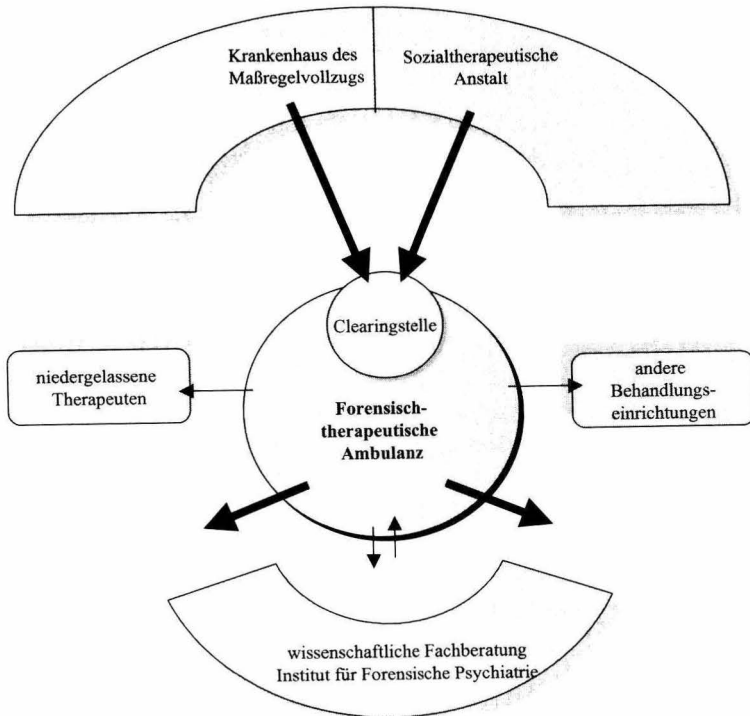 Krankenhaus des
Maßregelvollzugs
Sozialtherapeutische
Anstalt
Clearingstelle
niedergelassene
Therapeuten
andere
Behandlungs-
einrichtungen
Forensisch-
therapeutische
Ambulanz
wissenschaftliche Fachberatung
Institut für Forensische Psychiatrie